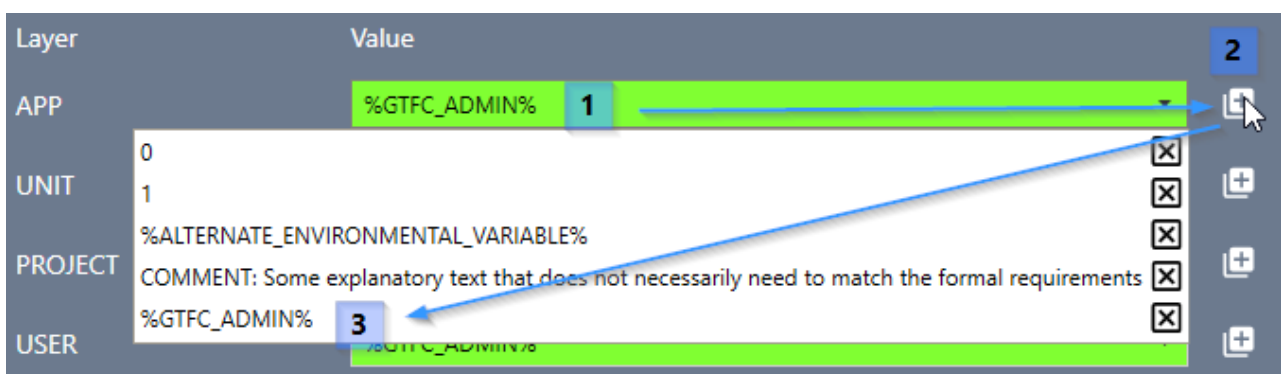 Layer Value
2
APP %GTFC_ADMIN% 1
0
UNIT
1
%ALTERNATE_ENVIRONMENTAL_VARIABLE%
PROJECT
COMMENT: Some explanatory text that does not necessarily need to match the formal requirements
%GTFC_ADMIN% 3
USER
%GTFC_ADMIN%